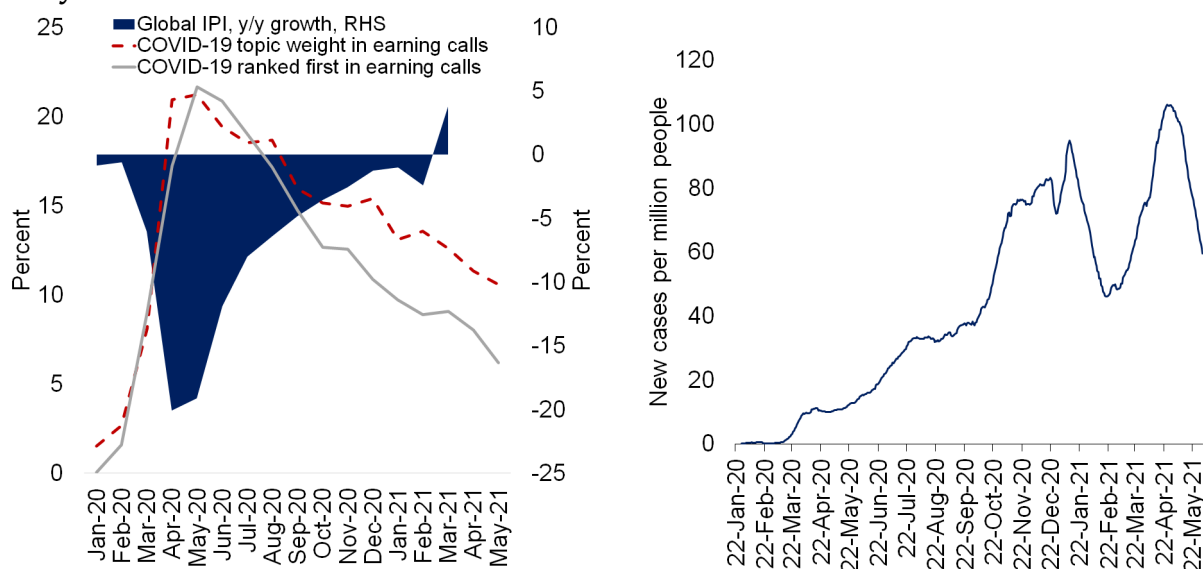 Global IPI, y/y growth, RHS
COVID-19 topic weight in earning calls
COVID-19 ranked first in earning calls
25
20
15
10
5
0
Percent
10
5
0
-5
-10
-15
-20
-25
Percent
Jan-20
Feb-20
Mar-20
Apr-20
May-20
Jun-20
Jul-20
Aug-20
Sep-20
Oct-20
Nov-20
Dec-20
Jan-21
Feb-21
Mar-21
Apr-21
May-21
New cases per million people
120
100
80
60
40
20
0
22-Jan-20
22-Feb-20
22-Mar-20
22-Apr-20
22-May-20
22-Jun-20
22-Jul-20
22-Aug-20
22-Sep-20
22-Oct-20
22-Nov-20
22-Dec-20
22-Jan-21
22-Feb-21
22-Mar-21
22-Apr-21
22-May-21